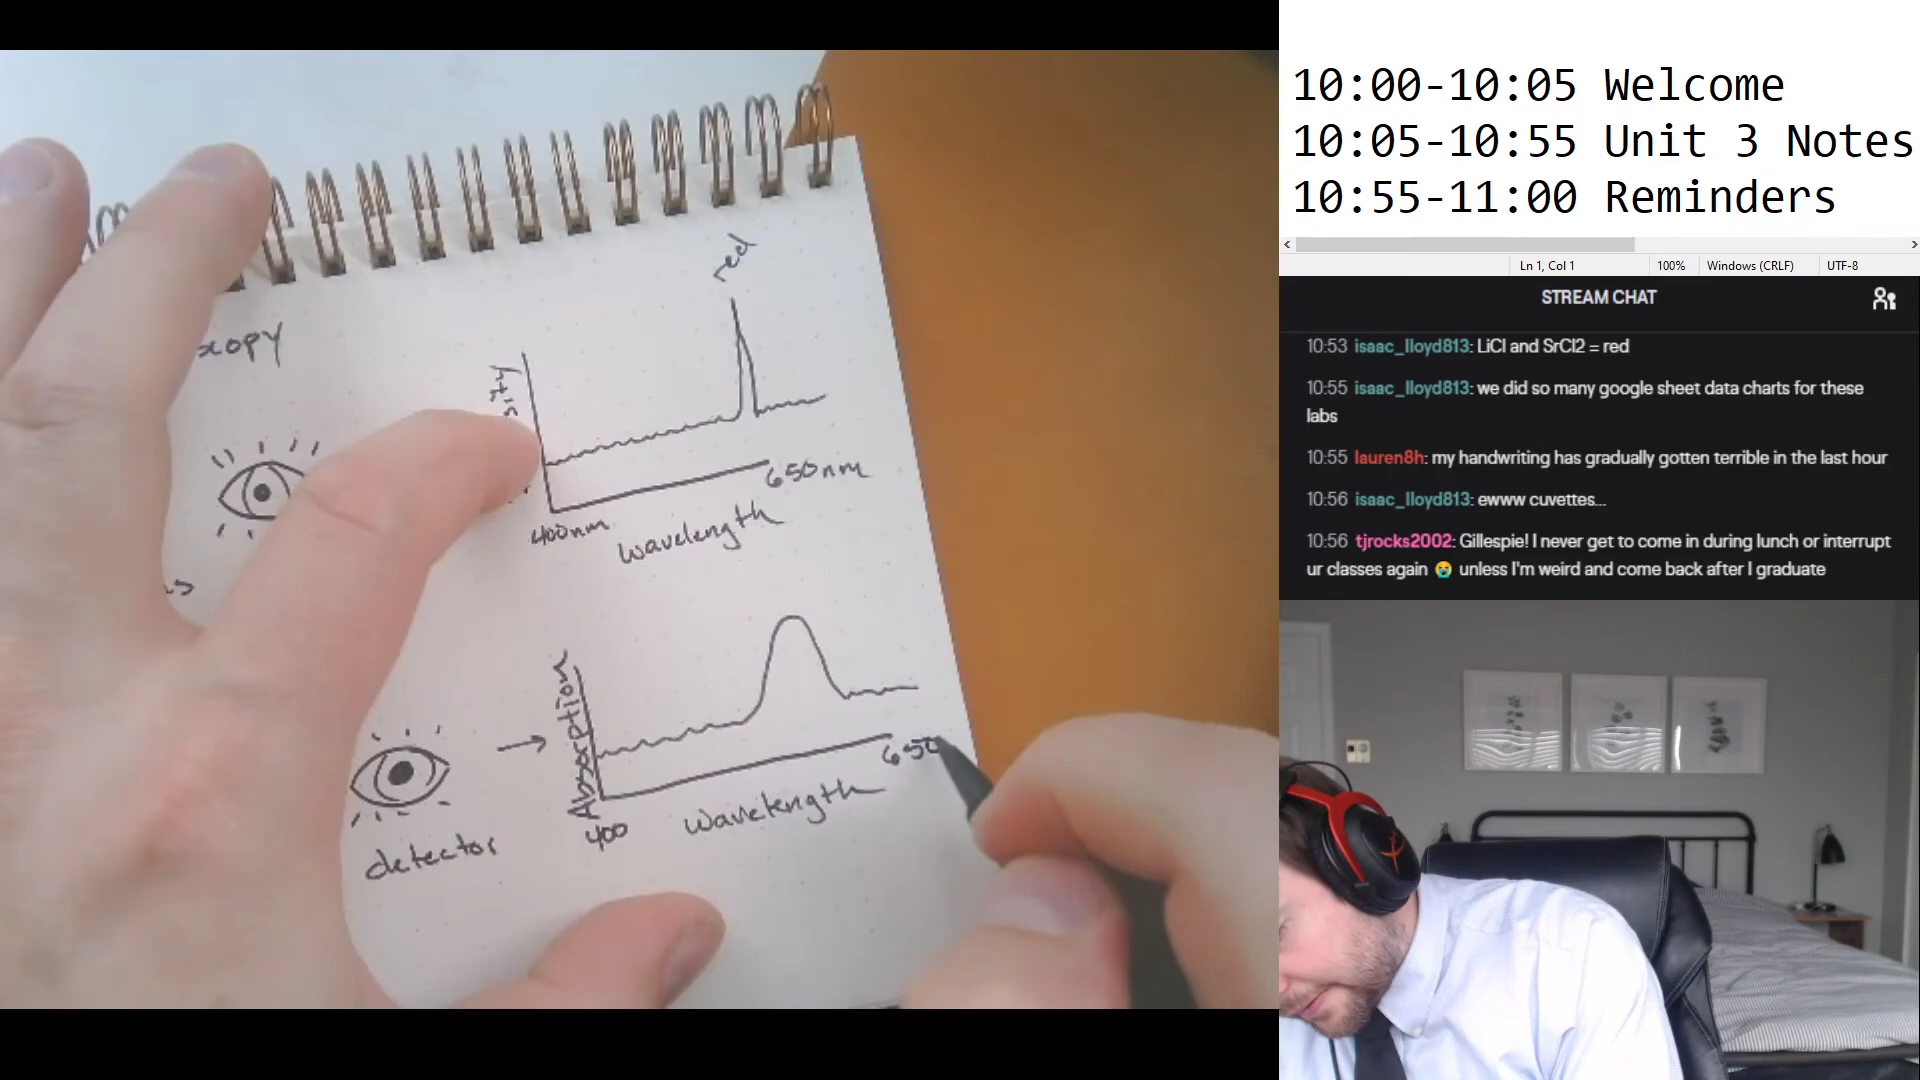 red
650nm
400nm
wavelength
Absorption
650
400
wavelength
detector
10:00-10:05 Welcome
10:05-10:55 Unit 3 Notes
10:55-11:00 Reminders
Ln 1, Col 1 100% Windows (CRLF) UTF-8
STREAM CHAT
10:53 isaac_lloyd813: LiCl and SrCl2 = red
10:55 isaac_lloyd813: we did so many google sheet data charts for these
labs
10:55 lauren8h: my handwriting has gradually gotten terrible in the last hour
10:56 isaac_lloyd813: ewww cuvettes...
10:56 tjrocks2002: Gillespie! I never get to come in during lunch or interrupt
ur classes again 😭 unless I'm weird and come back after I graduate